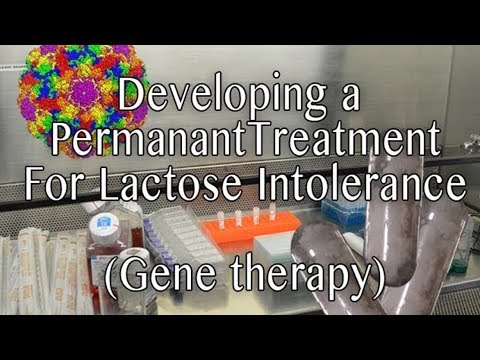 Developing a
PermanantTreatment
For Lactose Intolerance
(Gene therapy)